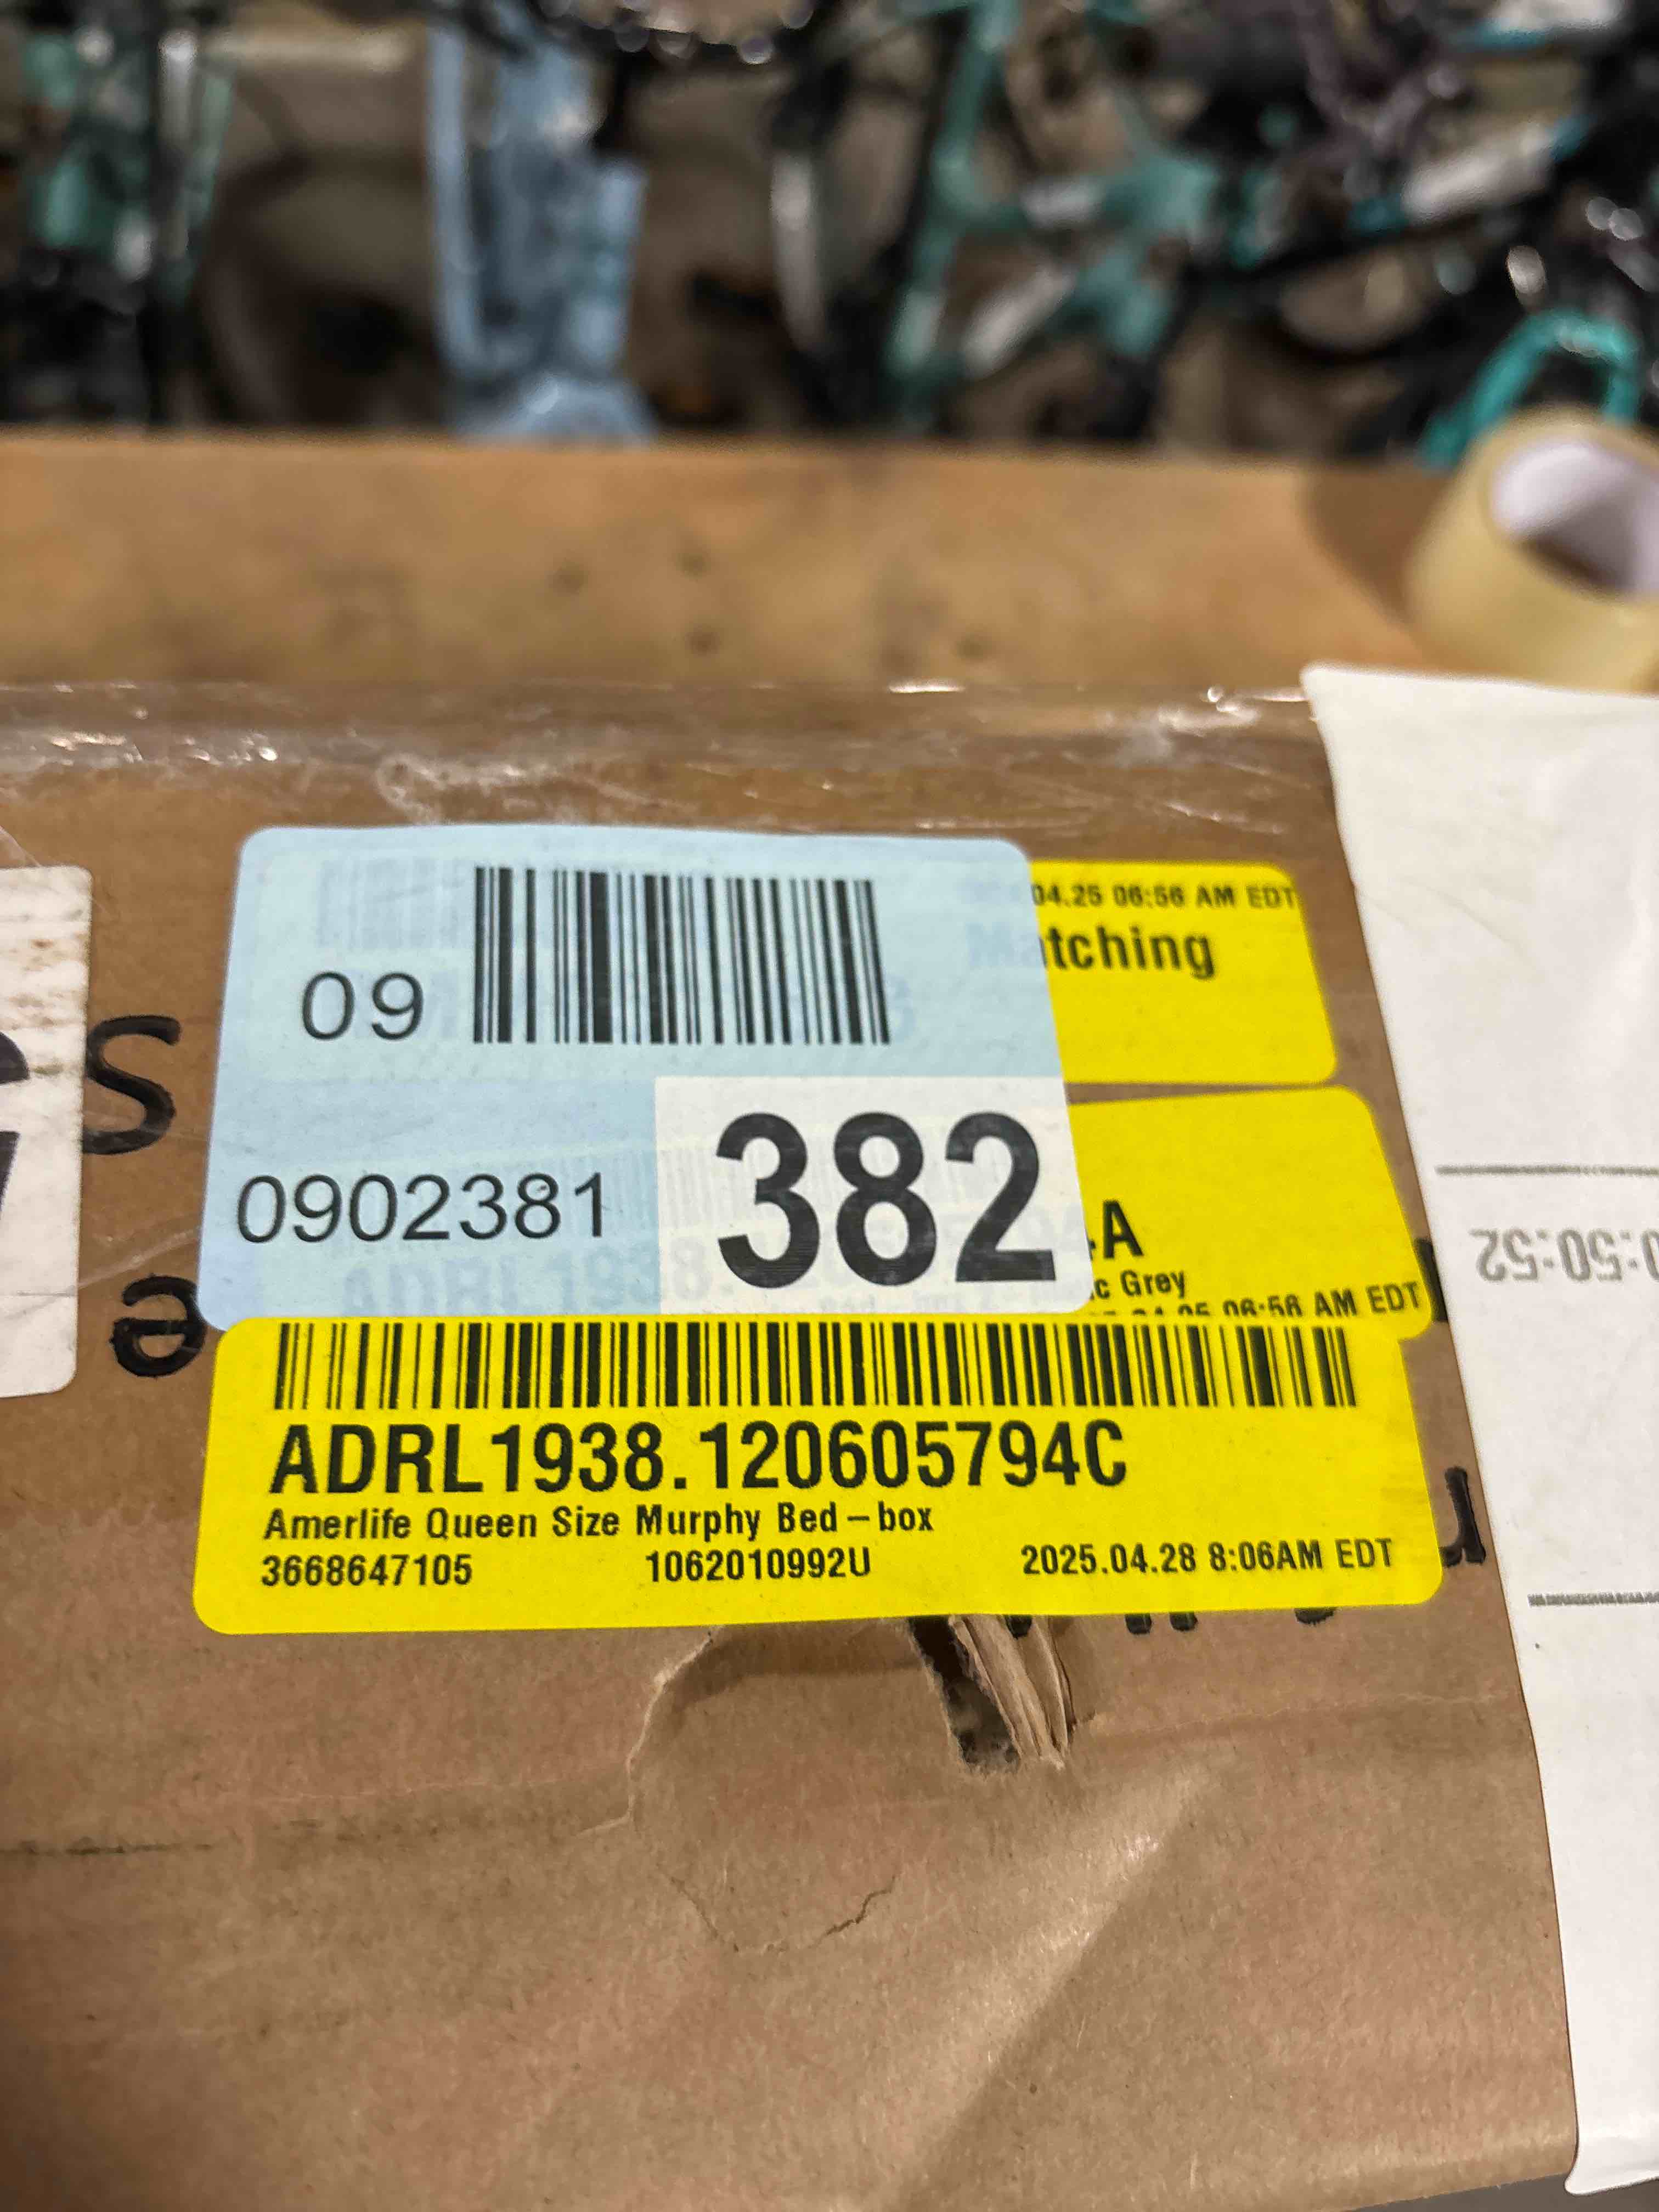 04.25 06:56 AM EDT
Matching
09
0902381
382
A
c Grey
06:56 AM EDT
ADRL1938.120605794C
Amerlife Queen Size Murphy Bed – box
3668647105 1062010992U 2025.04.28 8:06AM EDT
s
e
:50:52